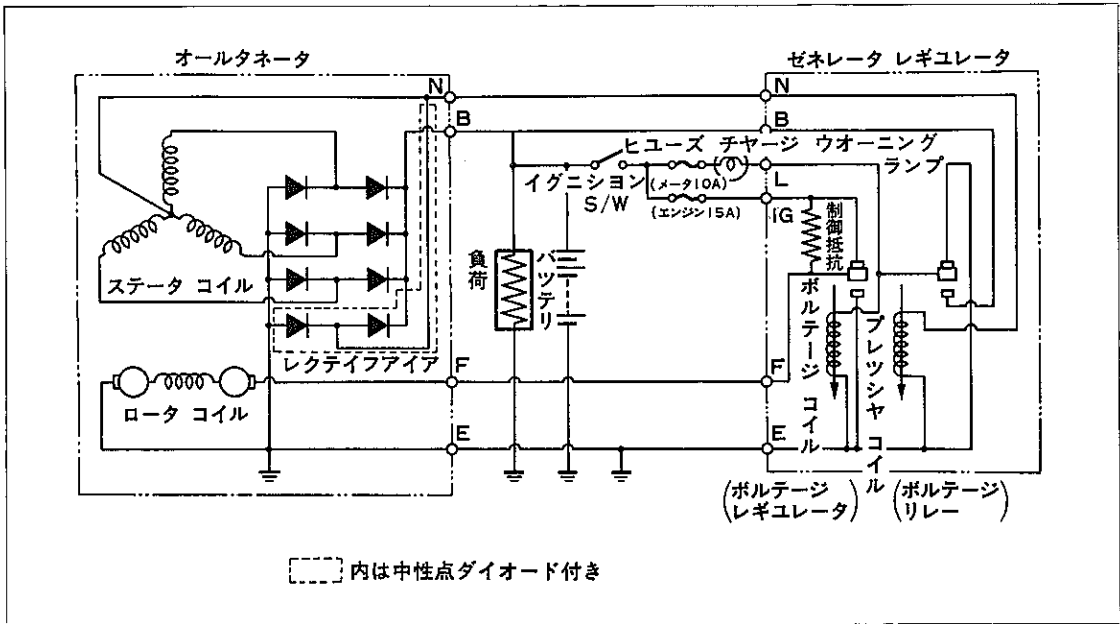 オールタネータ
ゼネレータ レギュレータ
N
N
B
B
ヒューズ チヤージ ウオーニング
ランプ
イグニシヨン
S/W
(メータ10A)
L
(エンジン15A)
IG
制御抵抗
ステータ コイル
負荷
バツテリ
レクテイフアイア
F
F
ボルテージ コイル
プレツシヤ コイル
ロータ コイル
E
E
(ボルテージ
レギユレータ)
(ボルテージ
リレー)
内は中性点ダイオード付き